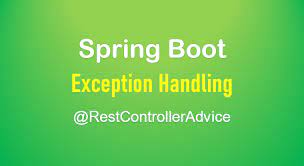 Spring Boot
Exception Handling
@RestControllerAdvice